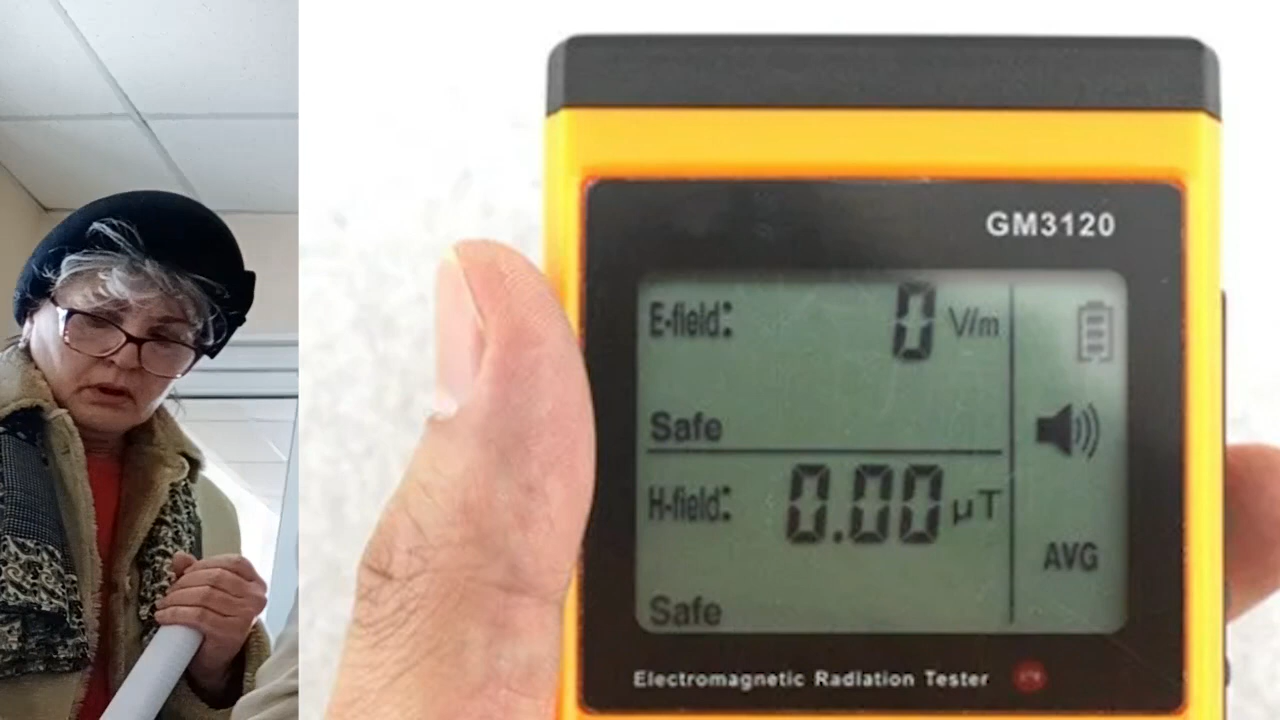 GM3120
E-field: 0 V/m
Safe
H-field: 0.00 µT
AVG
Safe
Electromagnetic Radiation Tester